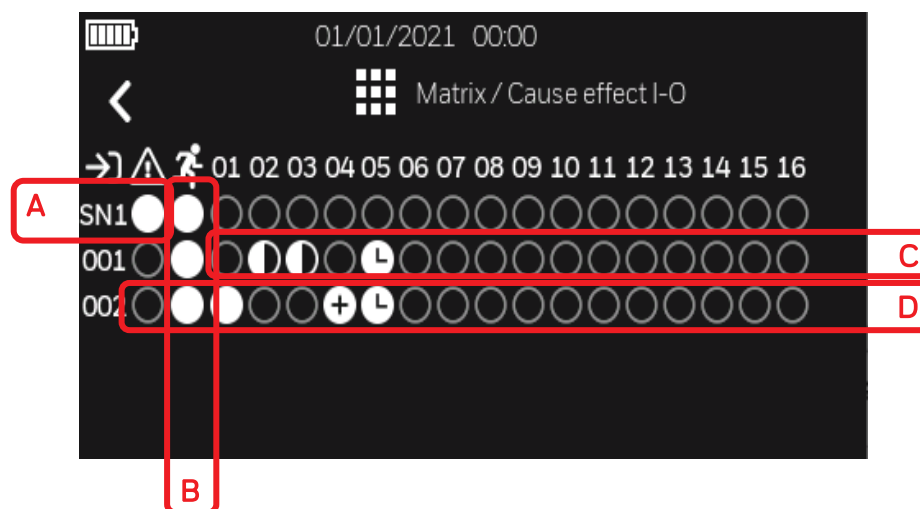 01/01/2021 00:00
Matrix / Cause effect I-O
01 02 03 04 05 06 07 08 09 10 11 12 13 14 15 16
A
SN1
001
C
002
D
B